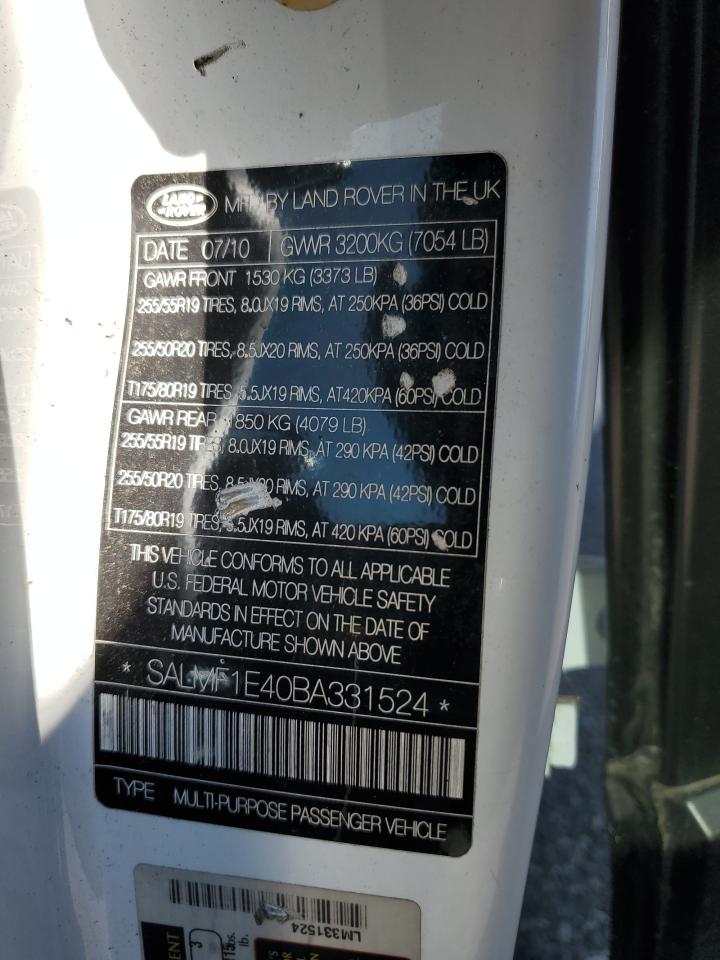 LAND ROVER MFD BY LAND ROVER IN THE UK
DATE 07/10 GVWR 3200KG (7054 LB)
GAWR FRONT 1530 KG (3373 LB)
255/55R19 TIRES, 8.0JX19 RIMS, AT 250KPA (36PSI) COLD
255/50R20 TIRES, 8.5JX20 RIMS, AT 250KPA (36PSI) COLD
T175/80R19 TIRES, 5.5JX19 RIMS, AT420KPA (60PSI) COLD
GAWR REAR 1850 KG (4079 LB)
255/55R19 TIRES, 8.0JX19 RIMS, AT 290 KPA (42PSI) COLD
255/50R20 TIRES, 8.5JX20 RIMS, AT 290 KPA (42PSI) COLD
T175/80R19 TIRES, 5.5JX19 RIMS, AT 420 KPA (60PSI) COLD
THIS VEHICLE CONFORMS TO ALL APPLICABLE
U.S. FEDERAL MOTOR VEHICLE SAFETY
STANDARDS IN EFFECT ON THE DATE OF
MANUFACTURE SHOWN ABOVE
* SALMF1E40BA331524 *
TYPE MULTI-PURPOSE PASSENGER VEHICLE
LM331524
3
lb.